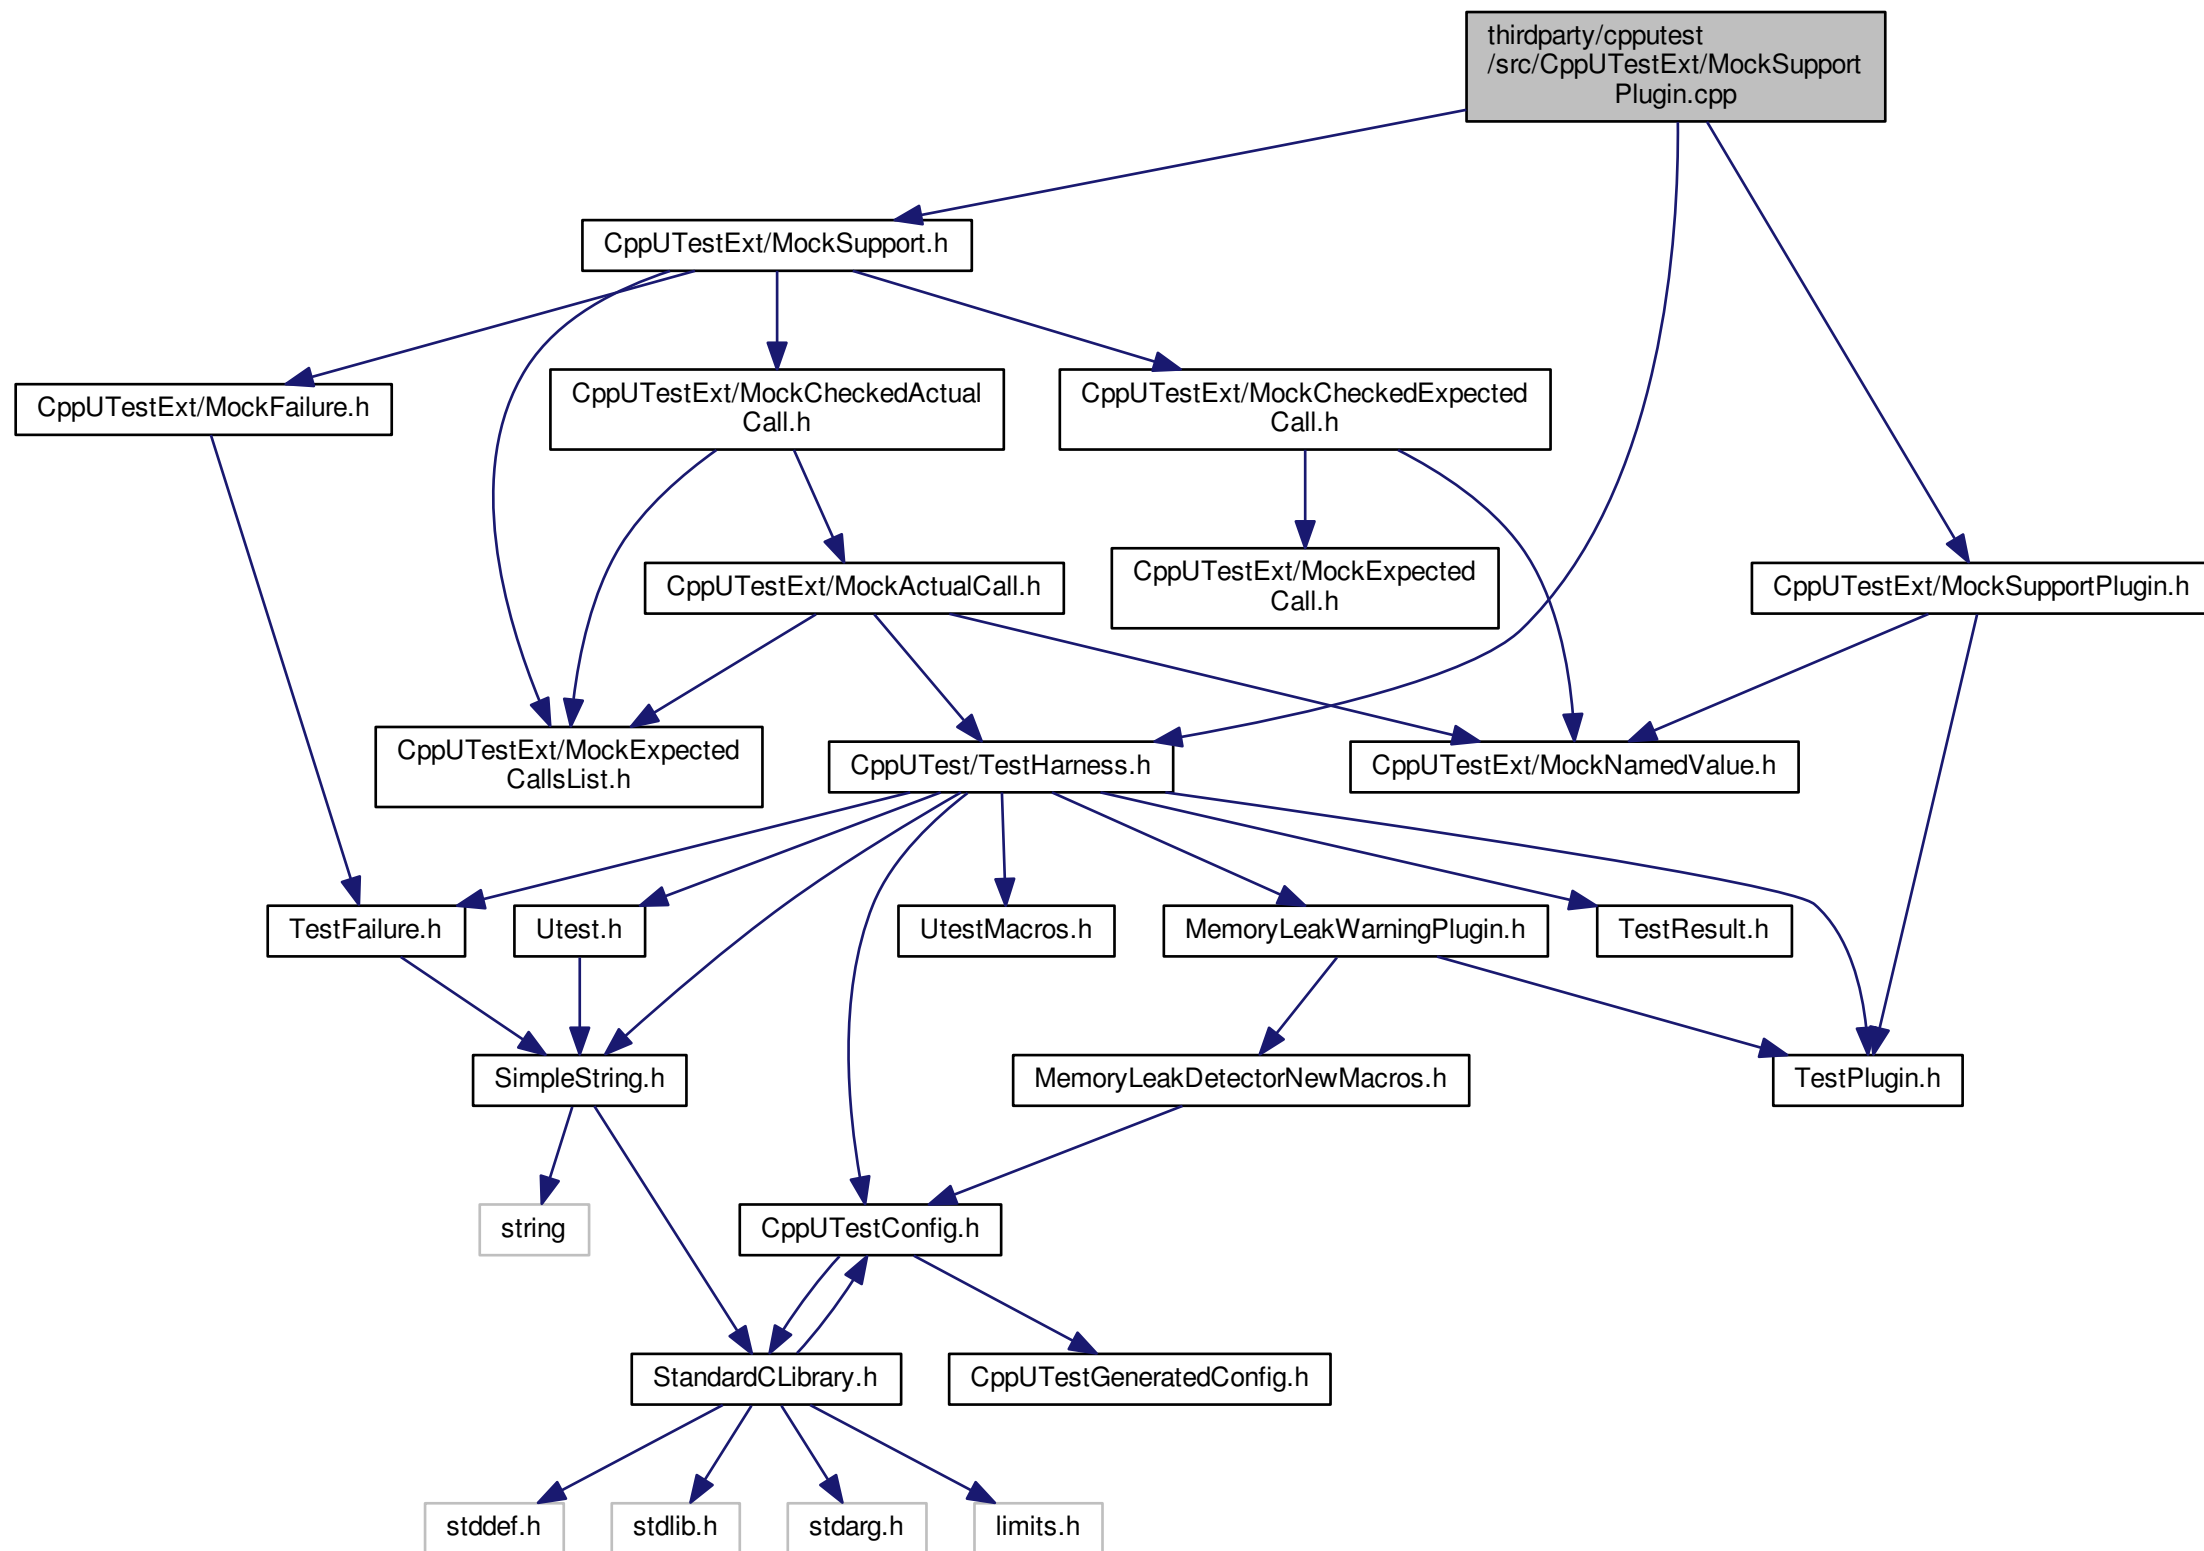 thirdparty/cpputest
/src/CppUTestExt/MockSupport
Plugin.cpp
CppUTestExt/MockSupport.h
CppUTestExt/MockFailure.h
CppUTestExt/MockCheckedActual
Call.h
CppUTestExt/MockCheckedExpected
Call.h
CppUTestExt/MockActualCall.h
CppUTestExt/MockExpected
Call.h
CppUTestExt/MockSupportPlugin.h
CppUTestExt/MockExpected
CallsList.h
CppUTest/TestHarness.h
CppUTestExt/MockNamedValue.h
TestFailure.h
Utest.h
UtestMacros.h
MemoryLeakWarningPlugin.h
TestResult.h
SimpleString.h
MemoryLeakDetectorNewMacros.h
TestPlugin.h
string
CppUTestConfig.h
StandardCLibrary.h
CppUTestGeneratedConfig.h
stddef.h
stdlib.h
stdarg.h
limits.h